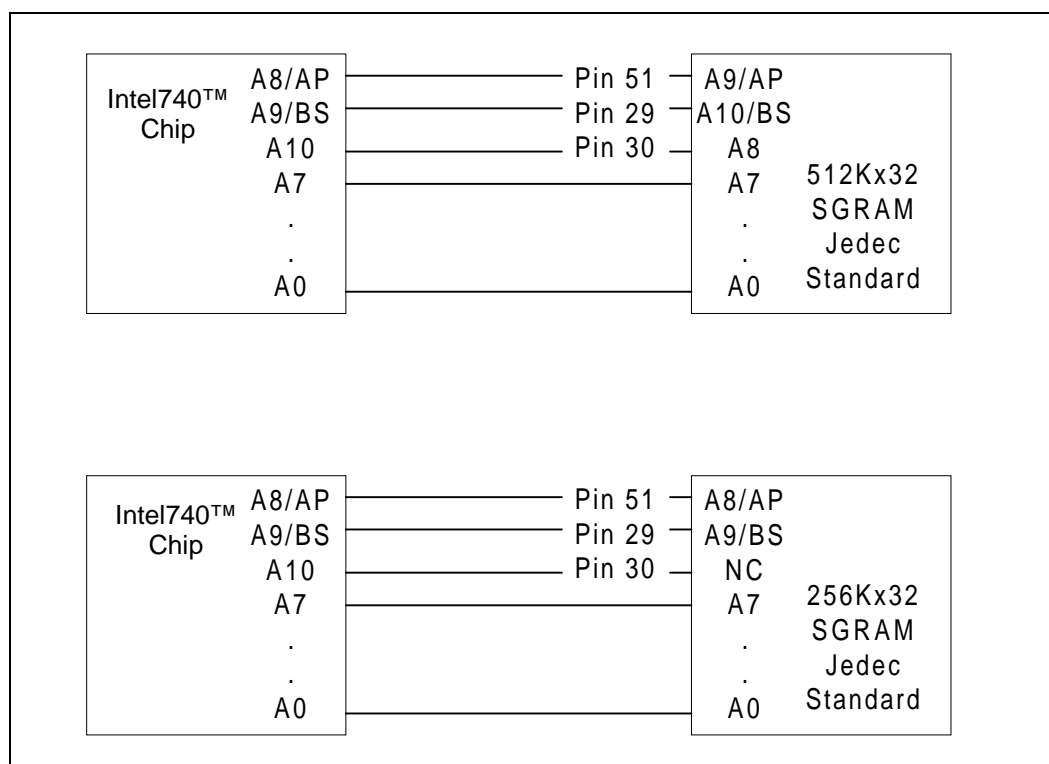 Intel740™ Chip
A8/AP Pin 51 A9/AP
A9/BS Pin 29 A10/BS
A10 Pin 30 A8
A7 A7
.
.
.
.
A0 A0
512Kx32
SGRAM
Jedec
Standard
Intel740™ Chip
A8/AP Pin 51 A8/AP
A9/BS Pin 29 A9/BS
A10 Pin 30 NC
A7 A7
.
.
.
.
A0 A0
256Kx32
SGRAM
Jedec
Standard